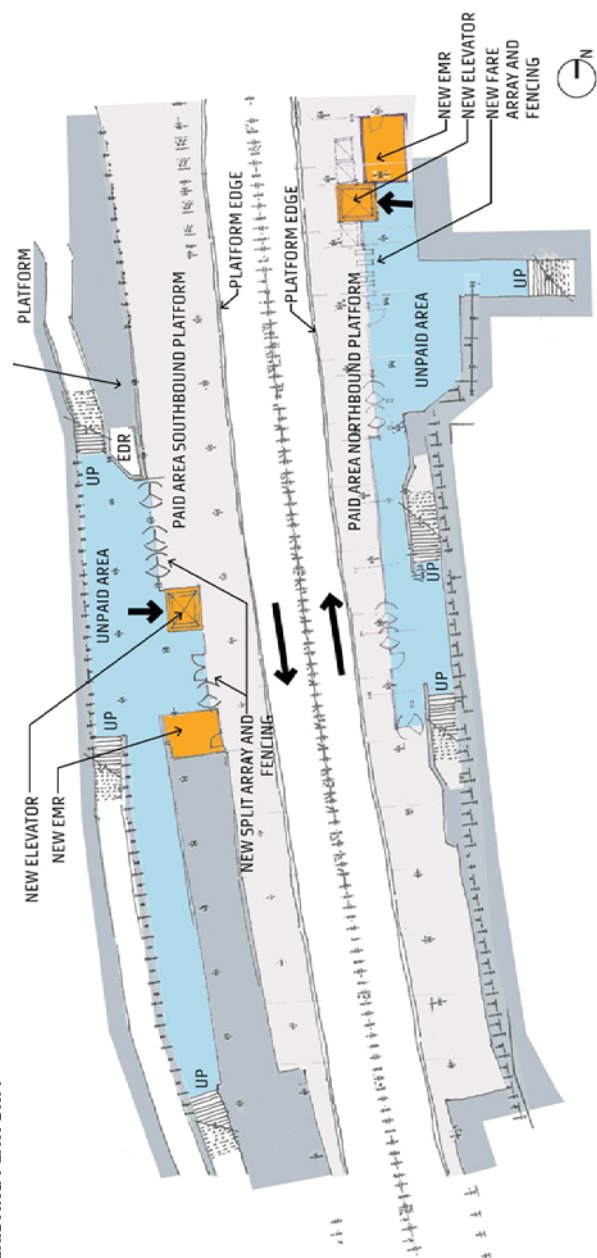 PLATFORM
NEW ELEVATOR
NEW EMR
UP
UNPAID AREA
UP
EDR
UP
PAID AREA SOUTHBOUND PLATFORM
PLATFORM EDGE
NEW SPLIT ARRAY AND
FENCING
PLATFORM EDGE
PAID AREA NORTHBOUND PLATFORM
UNPAID AREA
UP
UP
UP
NEW EMR
NEW ELEVATOR
NEW FARE
ARRAY AND
FENCING
N